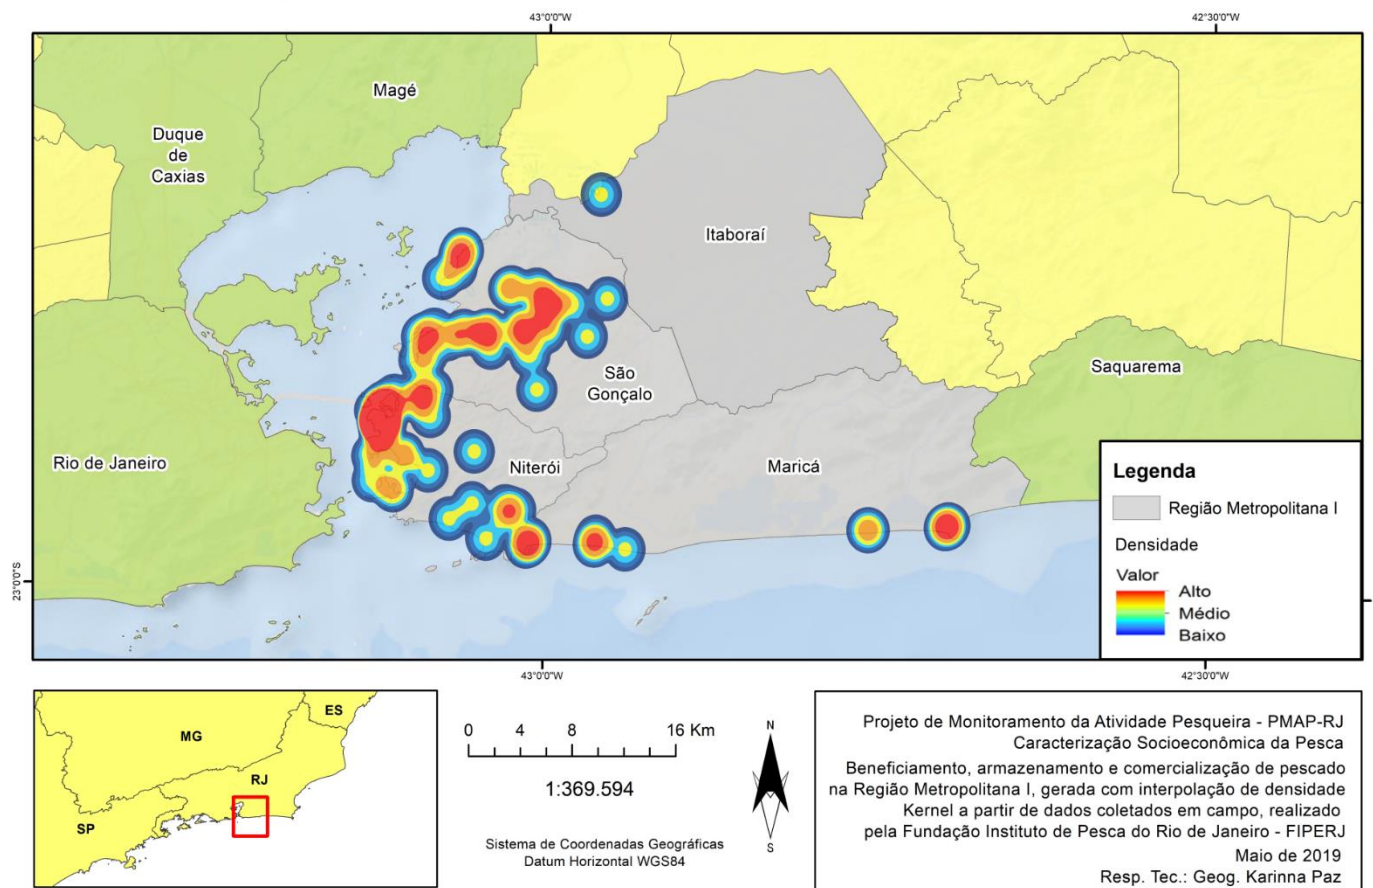 43°0'0"W
42°30'0"W
Magé
Duque
de
Caxias
Itaboraí
São
Gonçalo
Saquarema
Rio de Janeiro
Niterói
Maricá
23°0'0"S
Legenda
Região Metropolitana I
Densidade
Valor
Alto
Médio
Baixo
43°0'0"W
42°30'0"W
ES
MG
RJ
SP
0 4 8 16 Km
1:369.594
Sistema de Coordenadas Geográficas
Datum Horizontal WGS84
N
S
Projeto de Monitoramento da Atividade Pesqueira - PMAP-RJ
Caracterização Socioeconômica da Pesca
Beneficiamento, armazenamento e comercialização de pescado
na Região Metropolitana I, gerada com interpolação de densidade
Kernel a partir de dados coletados em campo, realizado
pela Fundação Instituto de Pesca do Rio de Janeiro - FIPERJ
Maio de 2019
Resp. Tec.: Geog. Karinna Paz